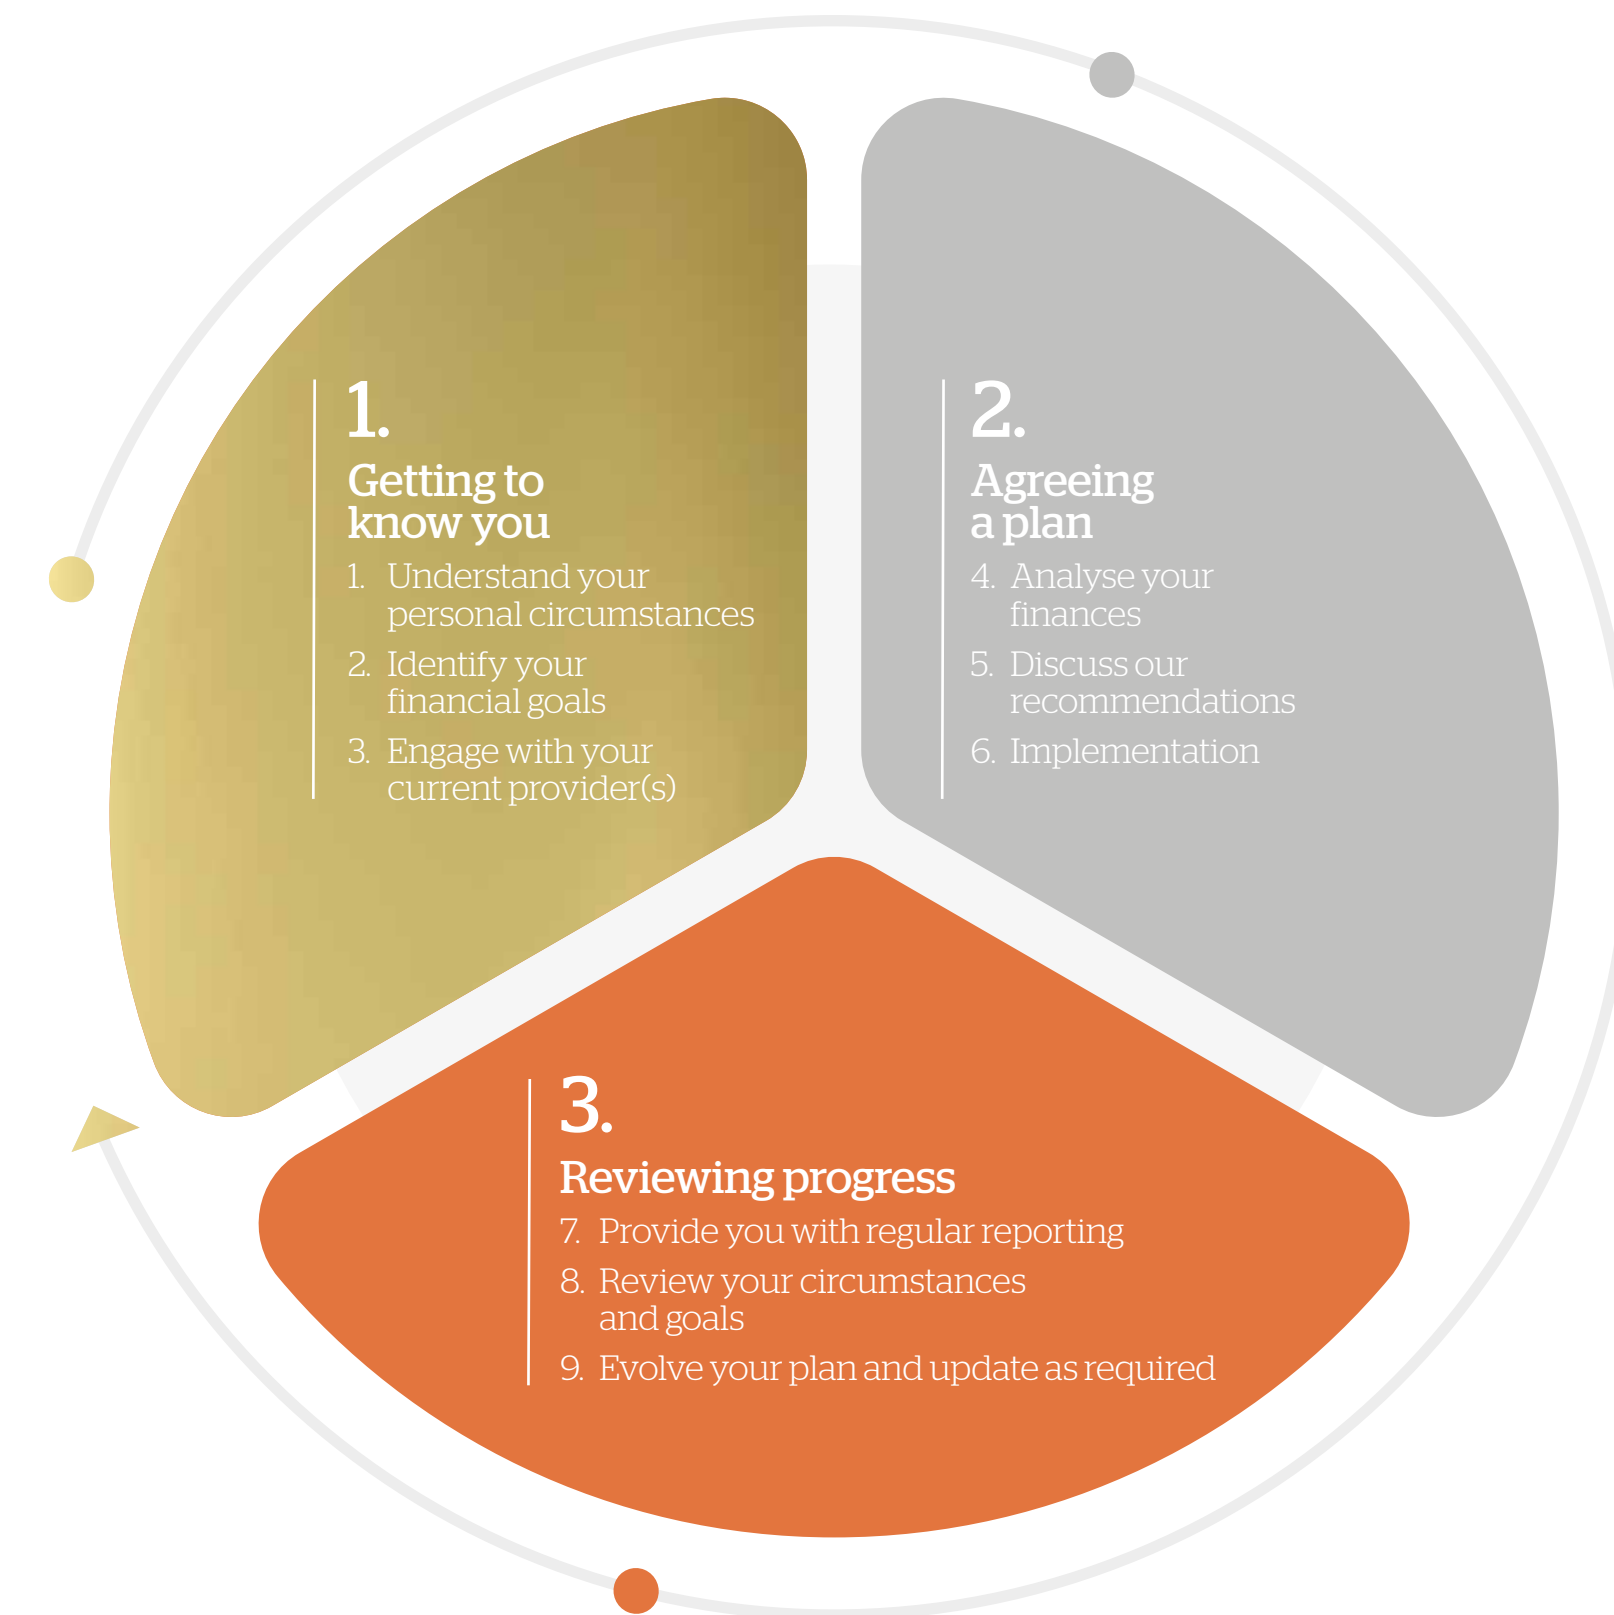 1.
Getting to
know you
1. Understand your
personal circumstances
2. Identify your
financial goals
3. Engage with your
current provider(s)
2.
Agreeing
a plan
4. Analyse your
finances
5. Discuss our
recommendations
6. Implementation
3.
Reviewing progress
7. Provide you with regular reporting
8. Review your circumstances
and goals
9. Evolve your plan and update as required